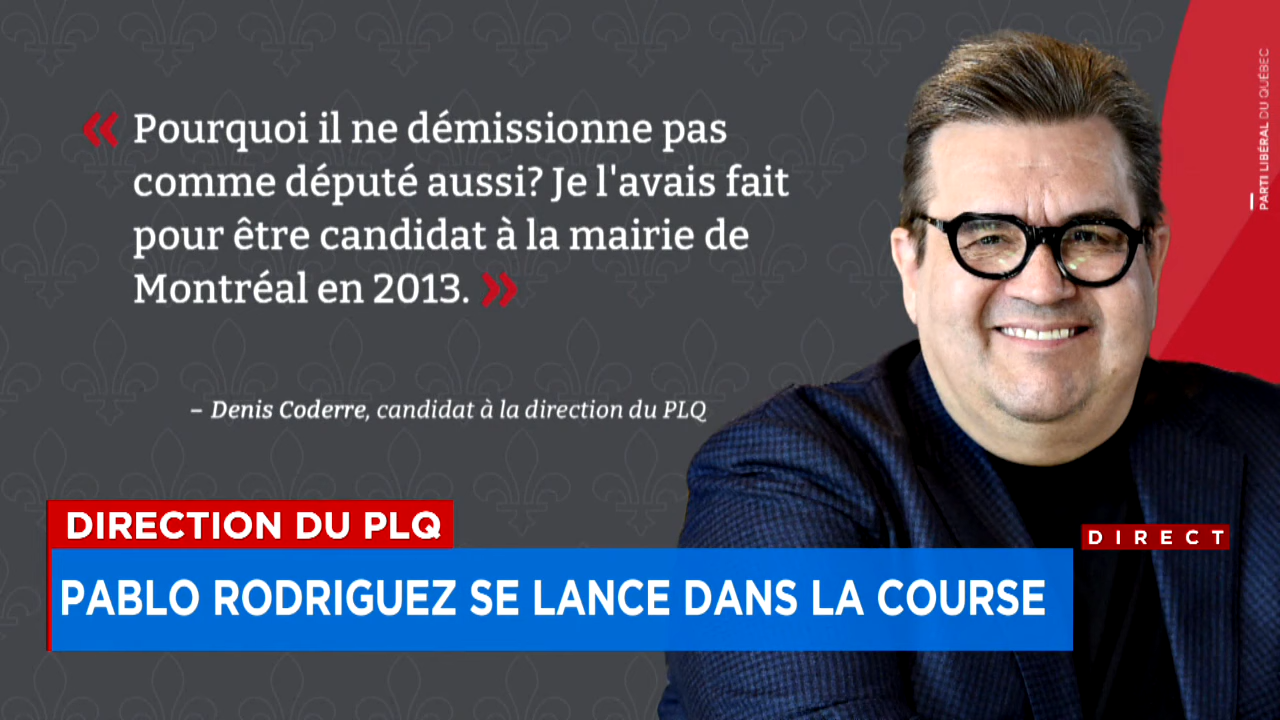 « Pourquoi il ne démissionne pas
comme député aussi? Je l'avais fait
pour être candidat à la mairie de
Montréal en 2013. »
– Denis Coderre, candidat à la direction du PLQ
PARTI LIBÉRAL DU QUÉBEC
DIRECTION DU PLQ
DIRECT
PABLO RODRIGUEZ SE LANCE DANS LA COURSE